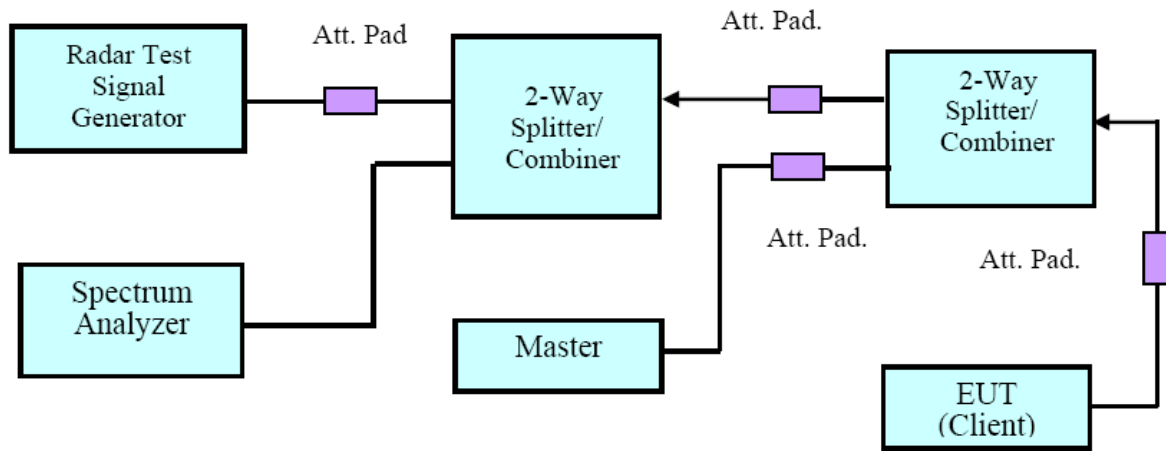 Radar Test
Signal
Generator
Att. Pad
2-Way
Splitter/
Combiner
Att. Pad.
2-Way
Splitter/
Combiner
Att. Pad.
Att. Pad.
Spectrum
Analyzer
Master
EUT
(Client)